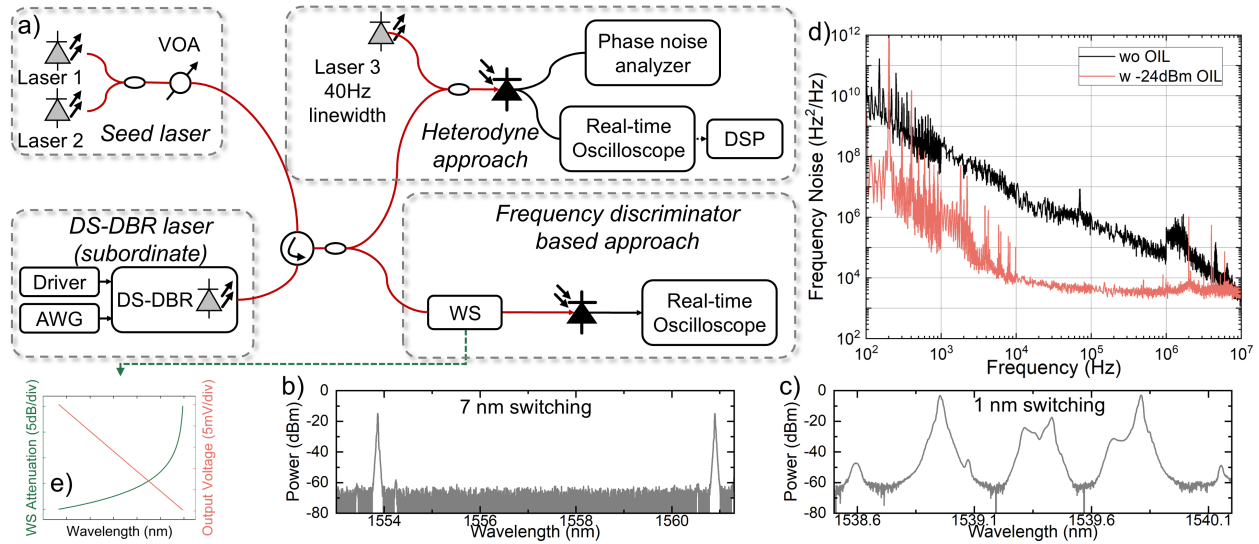 a)
VOA
Laser 1
Laser 2
Seed laser
Laser 3
40Hz
linewidth
Heterodyne
approach
Phase noise
analyzer
Real-time
Oscilloscope
DSP
DS-DBR laser
(subordinate)
Driver
AWG
DS-DBR
Frequency discriminator
based approach
WS
Real-time
Oscilloscope
d)
Frequency Noise (Hz²/Hz)
10¹²
10¹⁰
10⁸
10⁶
10⁴
10²
wo OIL
w -24dBm OIL
10² 10³ 10⁴ 10⁵ 10⁶ 10⁷
Frequency (Hz)
e)
WS Attenuation (5dB/div)
Output Voltage (5mV/div)
Wavelength (nm)
b)
7 nm switching
Power (dBm)
0
-20
-40
-60
-80
1554 1556 1558 1560
Wavelength (nm)
c)
1 nm switching
Power (dBm)
0
-20
-40
-60
-80
1538.6 1539.1 1539.6 1540.1
Wavelength (nm)